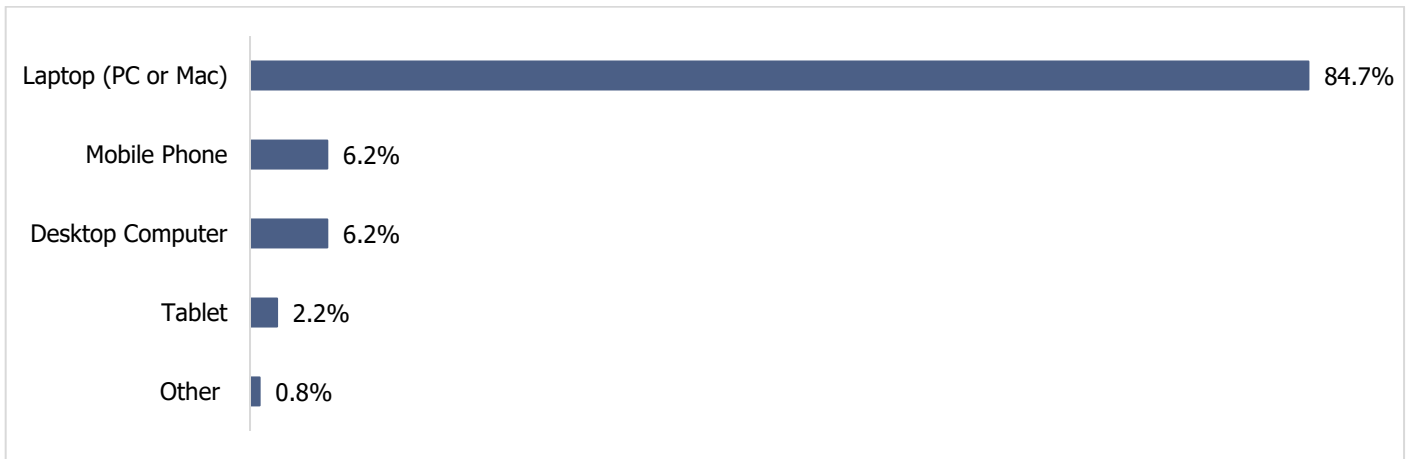 Laptop (PC or Mac) 84.7%
Mobile Phone 6.2%
Desktop Computer 6.2%
Tablet 2.2%
Other 0.8%